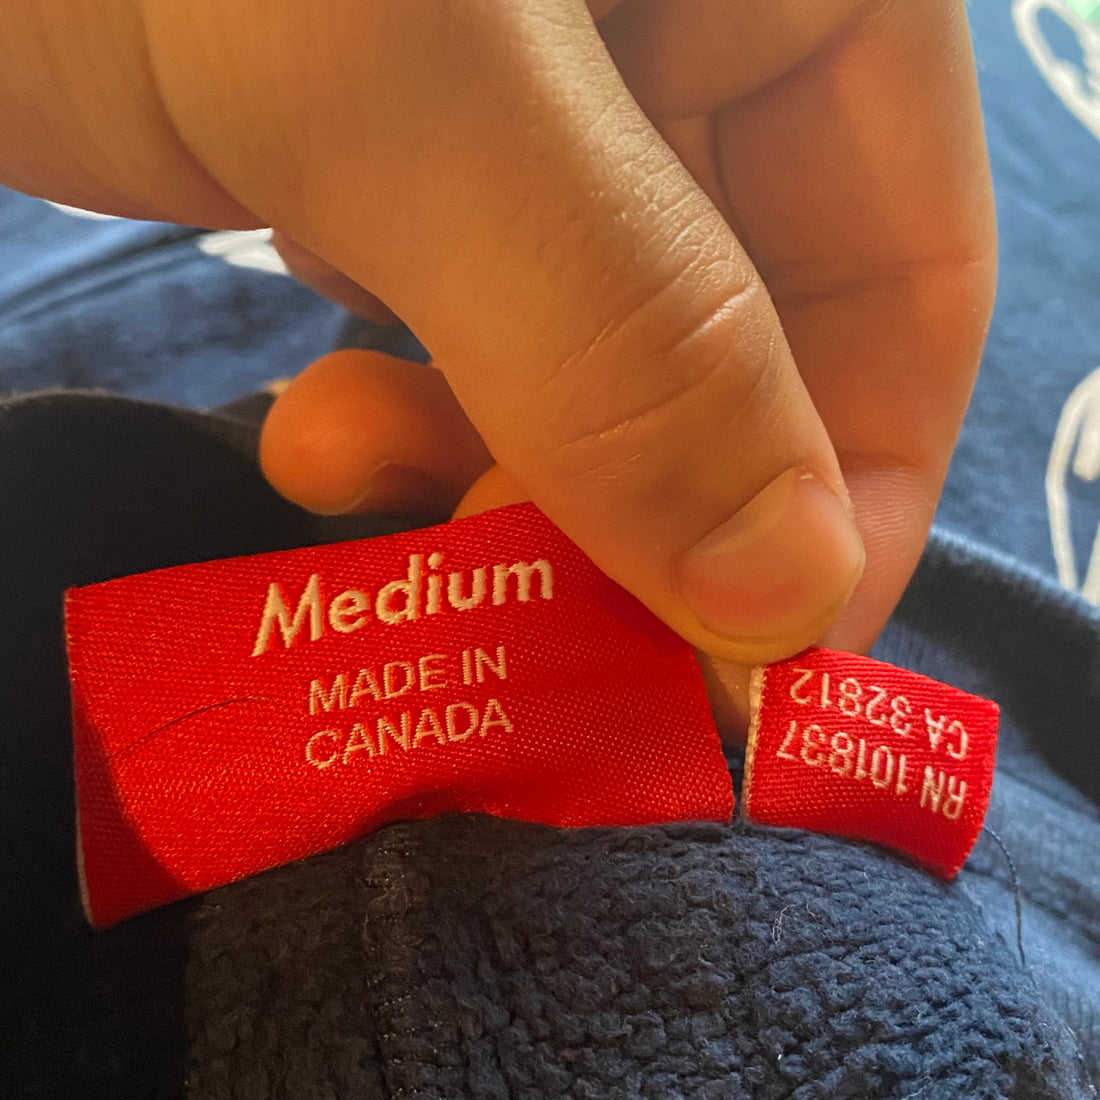 Medium
MADE IN
CANADA
RN 101837
CA 32812